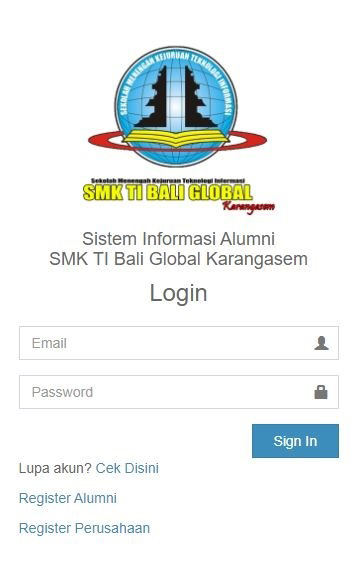 SEKOLAH MENENGAH KEJURUAN TEKNOLOGI INFORMASI
Sekolah Menengah Kejuruan Teknologi Informasi
SMK TI BALI GLOBAL
Karangasem
Sistem Informasi Alumni
SMK TI Bali Global Karangasem
Login
Email
Password
Sign In
Lupa akun? Cek Disini
Register Alumni
Register Perusahaan